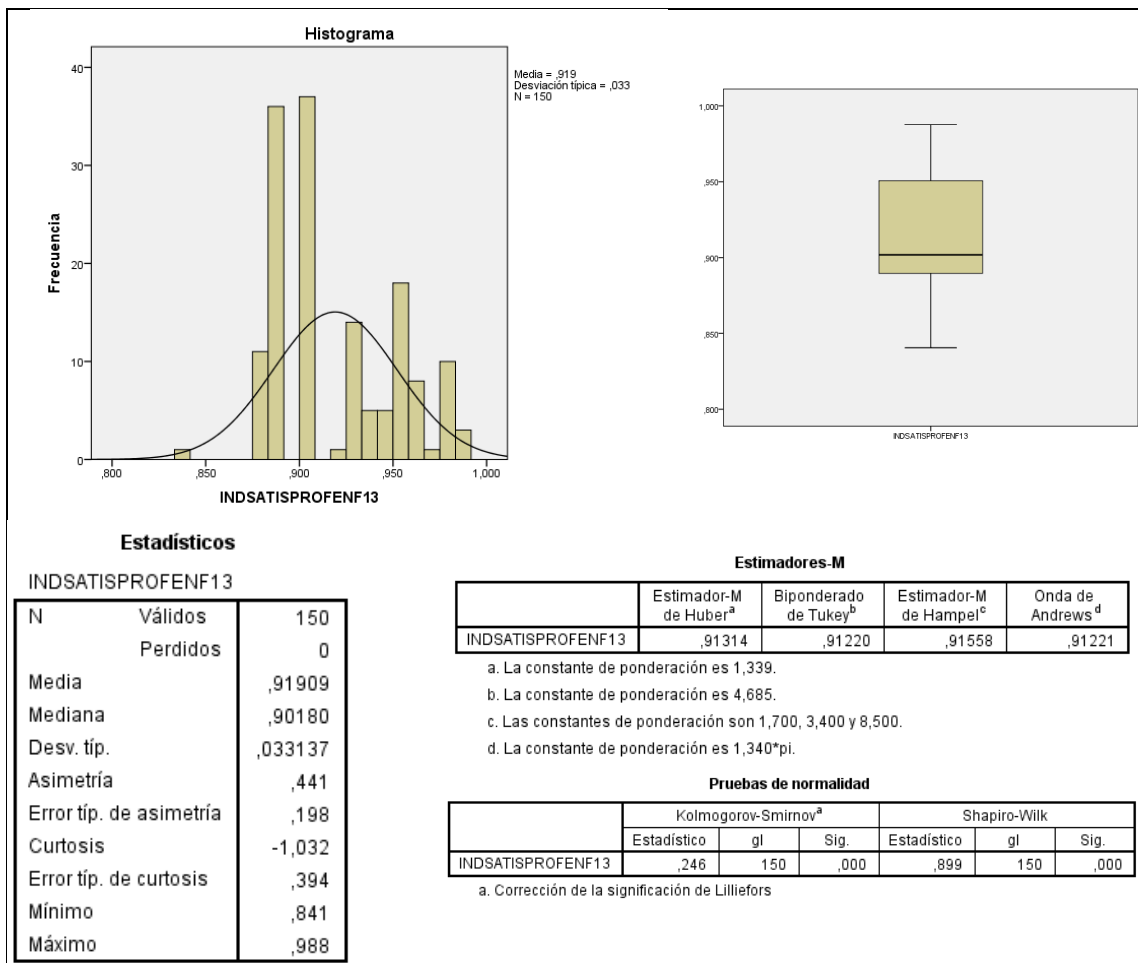 Histograma
Media = ,919
Desviación típica = ,033
N = 150
40
30
20
10
0
Frecuencia
,800 ,850 ,900 ,950 1,000
INDSATISPROFENF13
1,000
,950
,900
,850
,800
INDSATISPROFENF13
Estadísticos
INDSATISPROFENF13
N Válidos 150
Perdidos 0
Media ,91909
Mediana ,90180
Desv. típ. ,033137
Asimetría ,441
Error típ. de asimetría ,198
Curtosis -1,032
Error típ. de curtosis ,394
Mínimo ,841
Máximo ,988
Estimadores-M
Estimador-M de Huberª Biponderado de Tukeyᵇ Estimador-M de Hampelᶜ Onda de Andrewsᵈ
INDSATISPROFENF13 ,91314 ,91220 ,91558 ,91221
a. La constante de ponderación es 1,339.
b. La constante de ponderación es 4,685.
c. Las constantes de ponderación son 1,700, 3,400 y 8,500.
d. La constante de ponderación es 1,340*pi.
Pruebas de normalidad
Kolmogorov-Smirnovª Shapiro-Wilk
Estadístico gl Sig. Estadístico gl Sig.
INDSATISPROFENF13 ,246 150 ,000 ,899 150 ,000
a. Corrección de la significación de Lilliefors